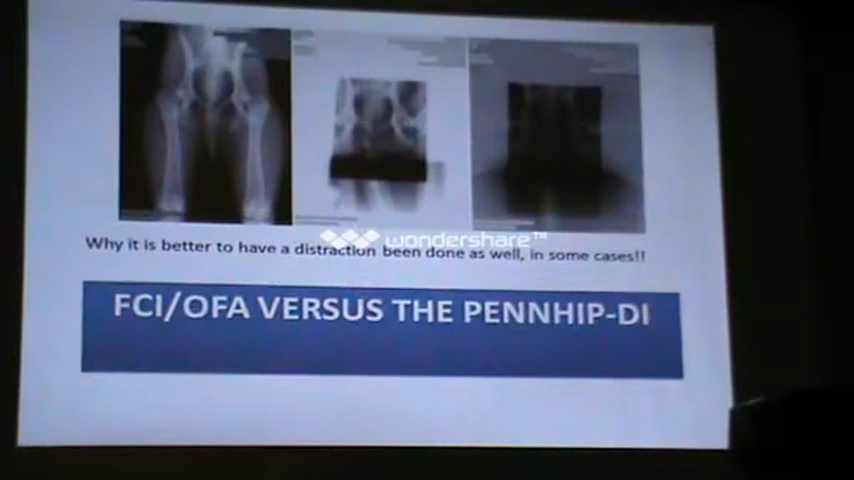 wondershare™
Why it is better to have a distraction been done as well, in some cases!!
FCI/OFA VERSUS THE PENNHIP-DI